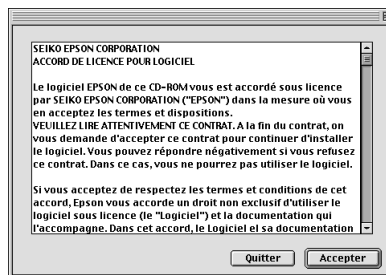 SEIKO EPSON CORPORATION
ACCORD DE LICENCE POUR LOGICIEL
Le logiciel EPSON de ce CD-ROM vous est accordé sous licence
par SEIKO EPSON CORPORATION ("EPSON") dans la mesure où vous
en acceptez les termes et dispositions.
VEUILLEZ LIRE ATTENTIVEMENT CE CONTRAT. A la fin du contrat, on
vous demande d'accepter ce contrat pour continuer d'installer
le logiciel. Vous pouvez répondre négativement si vous refusez
ce contrat. Dans ce cas, vous ne pourrez pas utiliser le logiciel.
Si vous acceptez de respectez les termes et conditions de cet
accord, Epson vous accorde un droit non exclusif d'utiliser le
logiciel sous licence (le "Logiciel") et la documentation qui
l'accompagne. Dans cet accord, le Logiciel el sa documentation
Quitter
Accepter